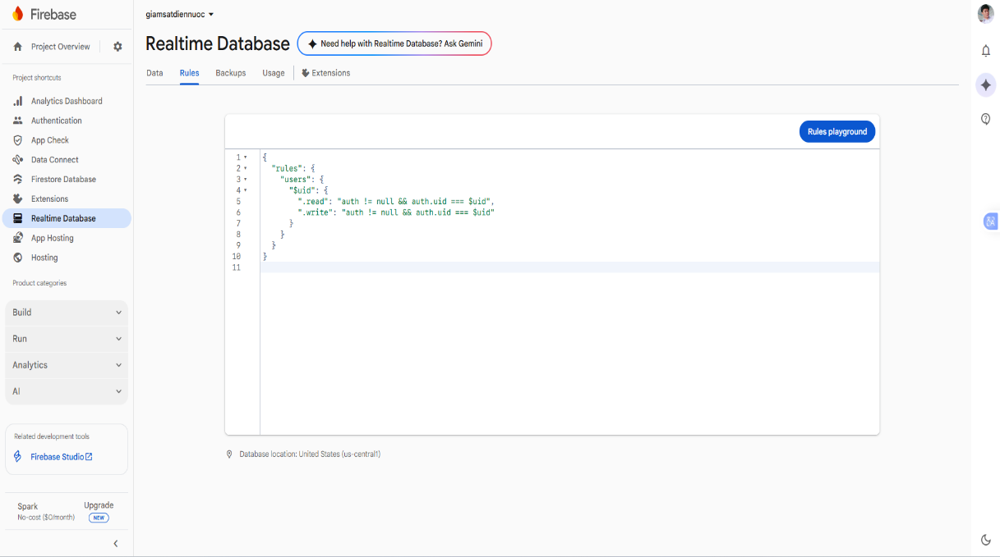 Firebase
Project Overview
Project shortcuts
Analytics Dashboard
Authentication
App Check
Data Connect
Firestore Database
Extensions
Realtime Database
App Hosting
Hosting
Product categories
Build
Run
Analytics
AI
Related development tools
Firebase Studio
Spark
No-cost ($0/month)
Upgrade
NEW
giamsatdiennuoc
Realtime Database
Need help with Realtime Database? Ask Gemini
Data Rules Backups Usage Extensions
Rules playground
1 {
2 "rules": {
3 "users": {
4 "$uid": {
5 ".read": "auth != null && auth.uid === $uid",
6 ".write": "auth != null && auth.uid === $uid"
7 }
8 }
9 }
10 }
11
Database location: United States (us-central1)